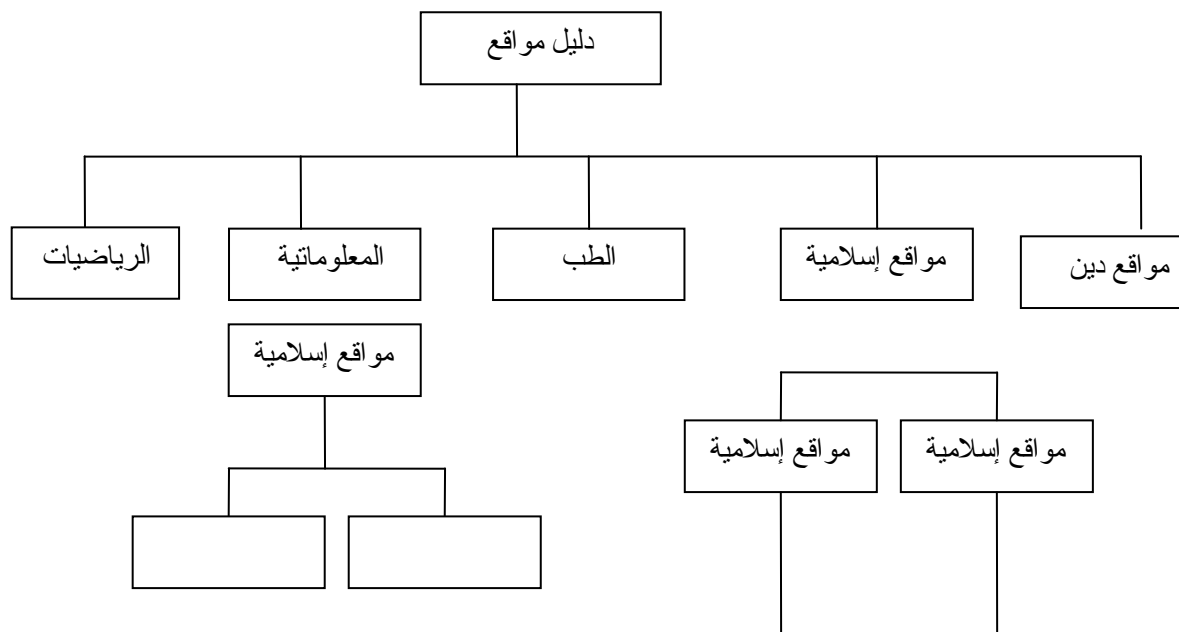 دليل مواقع
مواقع دين
مواقع إسلامية
الطب
المعلوماتية
الرياضيات
مواقع إسلامية
مواقع إسلامية
مواقع إسلامية